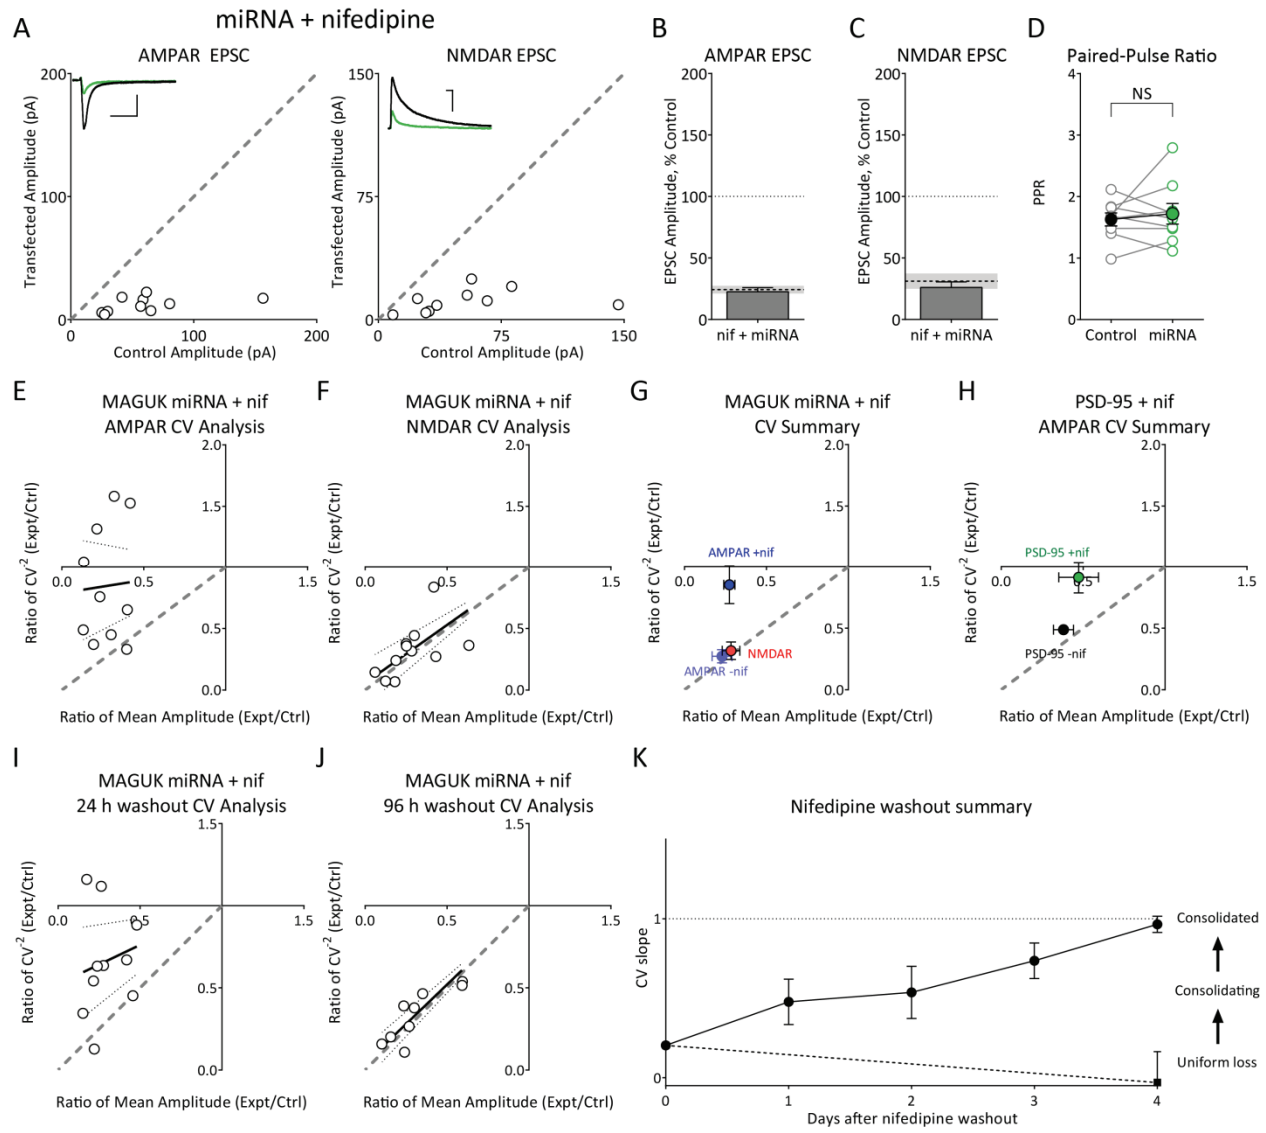 miRNA + nifedipine
A
AMPAR EPSC
Transfected Amplitude (pA)
200
100
0
0
100
200
Control Amplitude (pA)
NMDAR EPSC
150
75
0
0
75
150
Control Amplitude (pA)
B
AMPAR EPSC
EPSC Amplitude, % Control
200
150
100
50
0
nif + miRNA
C
NMDAR EPSC
EPSC Amplitude, % Control
200
150
100
50
0
nif + miRNA
D
Paired-Pulse Ratio
NS
PPR
4
3
2
1
0
Control miRNA
E
MAGUK miRNA + nif
AMPAR CV Analysis
Ratio of CV-2 (Expt/Ctrl)
2.0
1.5
0.0
0.5
1.5
0.5
0.0
Ratio of Mean Amplitude (Expt/Ctrl)
F
MAGUK miRNA + nif
NMDAR CV Analysis
Ratio of CV-2 (Expt/Ctrl)
2.0
1.5
0.0
0.5
1.5
0.5
0.0
Ratio of Mean Amplitude (Expt/Ctrl)
G
MAGUK miRNA + nif
CV Summary
Ratio of CV-2 (Expt/Ctrl)
2.0
1.5
AMPAR +nif
0.0
0.5
1.5
0.5
NMDAR
AMPAR -nif
0.0
Ratio of Mean Amplitude (Expt/Ctrl)
H
PSD-95 + nif
AMPAR CV Summary
Ratio of CV-2 (Expt/Ctrl)
2.0
1.5
PSD-95 +nif
0.0
0.5
1.5
0.5
PSD-95 -nif
0.0
Ratio of Mean Amplitude (Expt/Ctrl)
I
MAGUK miRNA + nif
24 h washout CV Analysis
Ratio of CV-2 (Expt/Ctrl)
1.5
0.0
0.5
1.5
0.5
0.0
Ratio of Mean Amplitude (Expt/Ctrl)
J
MAGUK miRNA + nif
96 h washout CV Analysis
Ratio of CV-2 (Expt/Ctrl)
1.5
0.0
0.5
1.5
0.5
0.0
Ratio of Mean Amplitude (Expt/Ctrl)
K
Nifedipine washout summary
CV slope
1
0
0
1
2
3
4
Days after nifedipine washout
Consolidated
Consolidating
Uniform loss